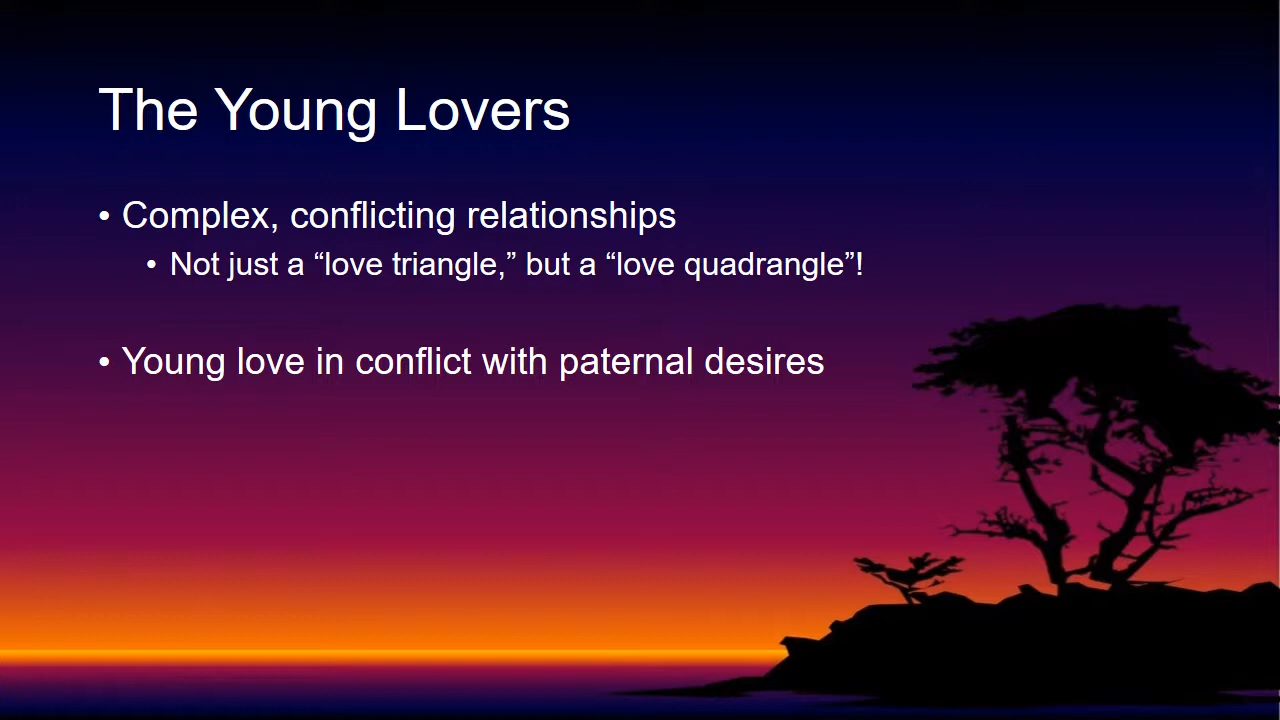 The Young Lovers
• Complex, conflicting relationships
• Not just a “love triangle,” but a “love quadrangle”!
• Young love in conflict with paternal desires